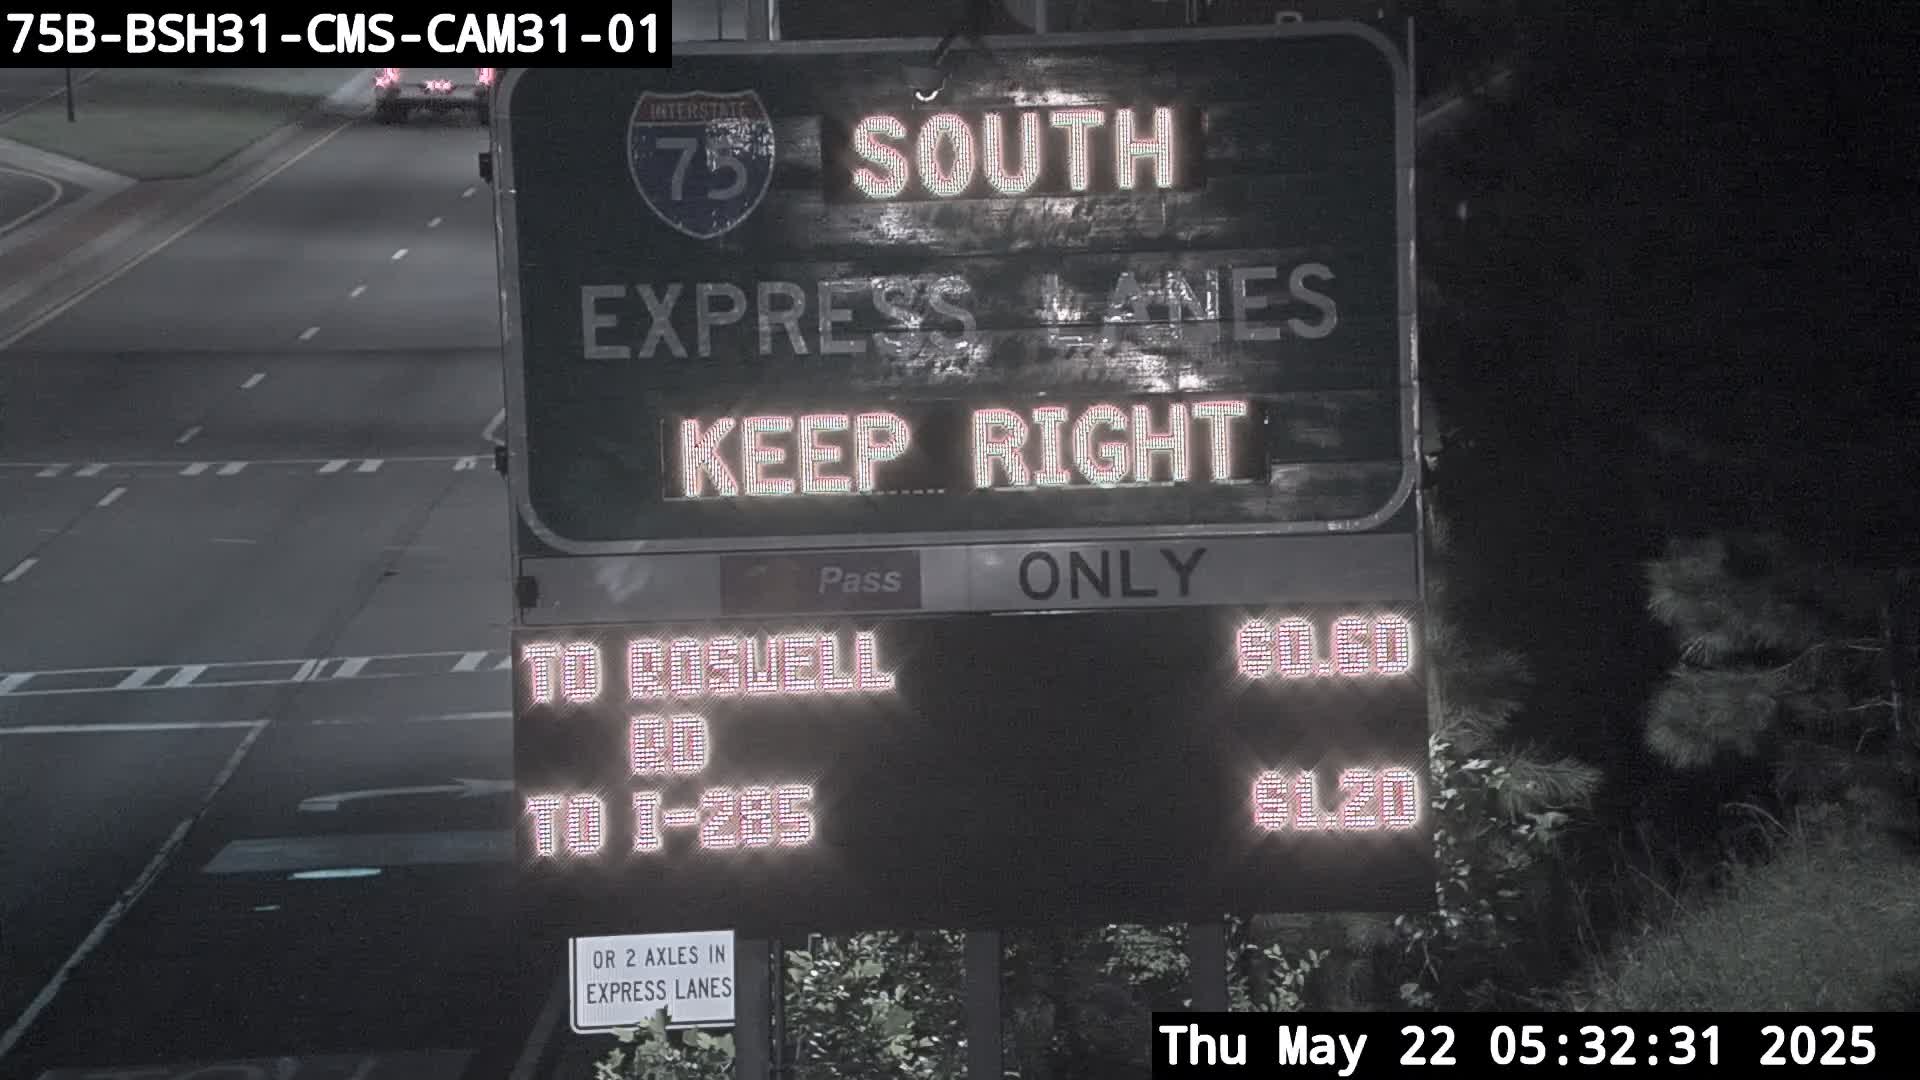 75B-BSH31-CMS-CAM31-01
INTERSTATE
75
SOUTH
EXPRESS LANES
KEEP RIGHT
Pass ONLY
TO ROSWELL $0.60
RD
TO I-285 $1.20
OR 2 AXLES IN
EXPRESS LANES
Thu May 22 05:32:31 2025